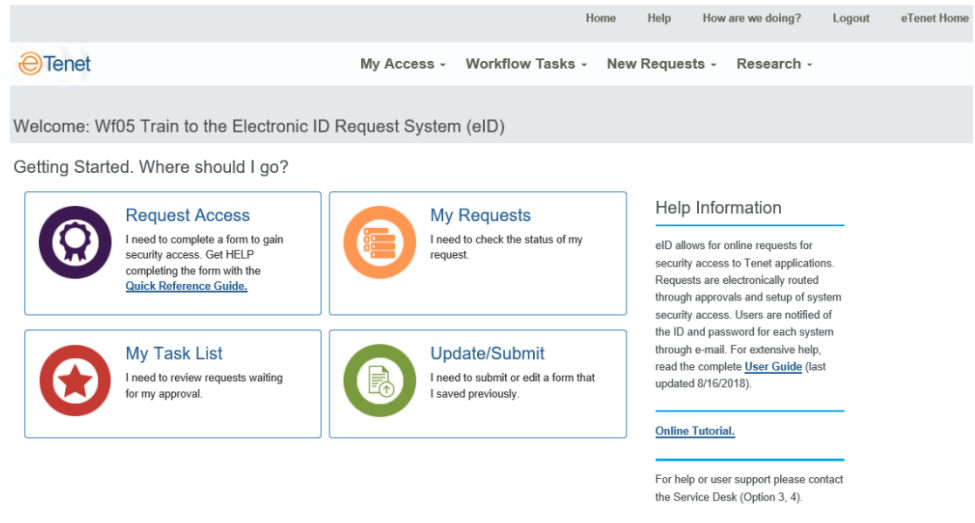 Home Help How are we doing? Logout eTenet Home
eTenet My Access Workflow Tasks New Requests Research
Welcome: Wf05 Train to the Electronic ID Request System (eID)
Getting Started. Where should I go?
Request Access
I need to complete a form to gain
security access. Get HELP
completing the form with the
Quick Reference Guide.
My Requests
I need to check the status of my
request.
My Task List
I need to review requests waiting
for my approval.
Update/Submit
I need to submit or edit a form that
I saved previously.
Help Information
eID allows for online requests for
security access to Tenet applications.
Requests are electronically routed
through approvals and setup of system
security access. Users are notified of
the ID and password for each system
through e-mail. For extensive help,
read the complete User Guide (last
updated 8/16/2018).
Online Tutorial.
For help or user support please contact
the Service Desk (Option 3, 4).